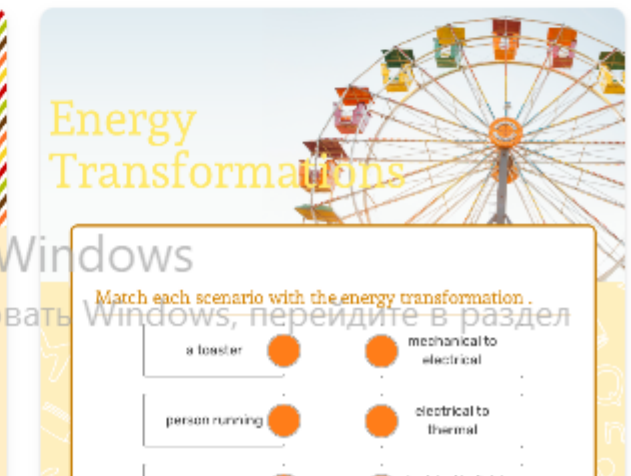 Energy
Transformations
Windows
Match each scenario with the energy transformation .
вать Windows, перейдите в раздел
a toaster
mechanical to
electrical
person running
electrical to
thermal